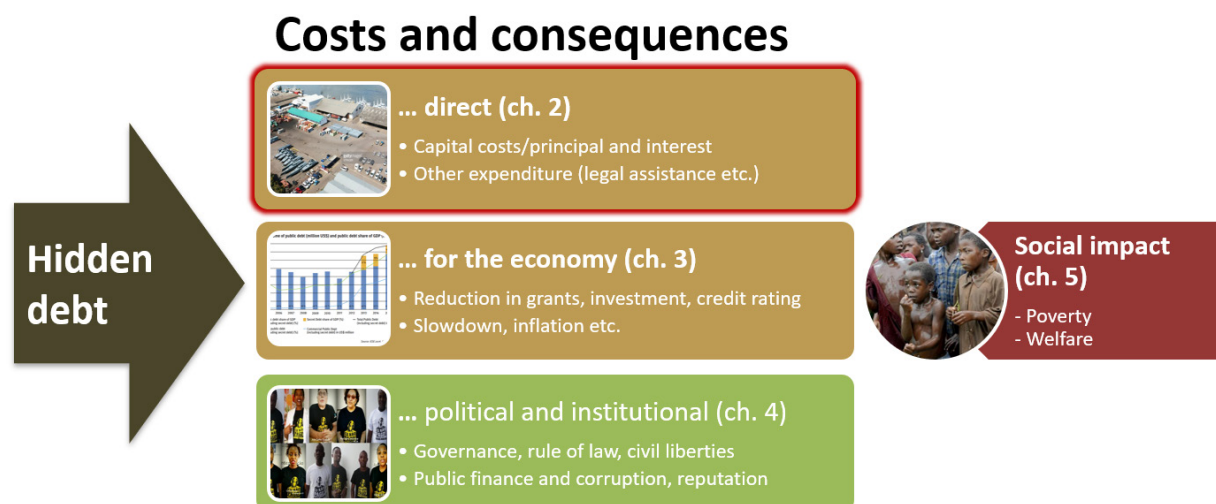 Costs and consequences
Hidden
debt
... direct (ch. 2)
• Capital costs/principal and interest
• Other expenditure (legal assistance etc.)
... for the economy (ch. 3)
• Reduction in grants, investment, credit rating
• Slowdown, inflation etc.
... political and institutional (ch. 4)
• Governance, rule of law, civil liberties
• Public finance and corruption, reputation
Social impact
(ch. 5)
- Poverty
- Welfare